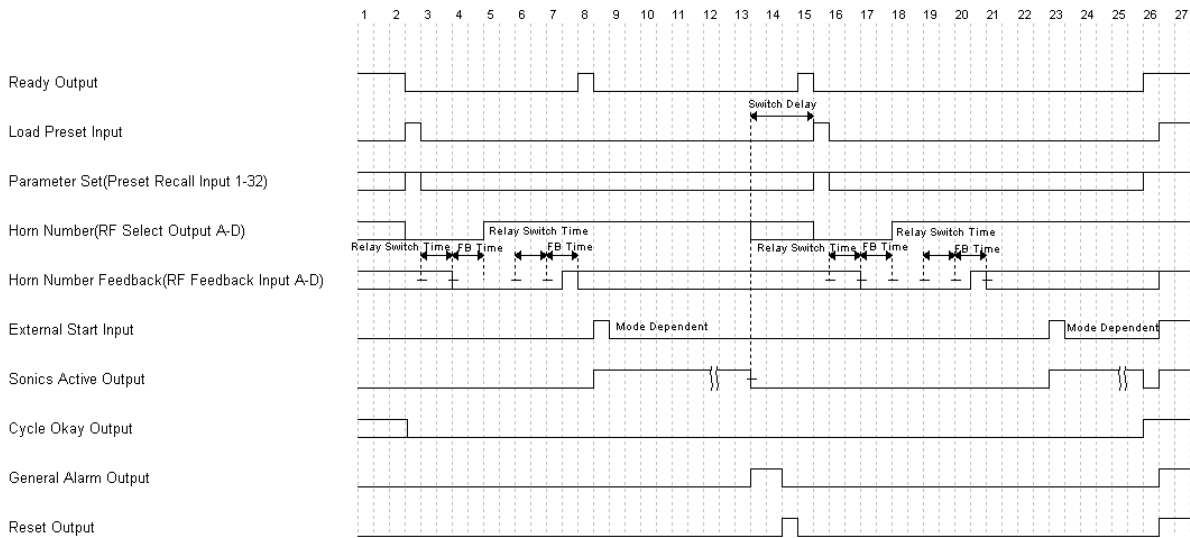 1 2 3 4 5 6 7 8 9 10 11 12 13 14 15 16 17 18 19 20 21 22 23 24 25 26 27
Ready Output
Switch Delay
Load Preset Input
Parameter Set(Preset Recall Input 1-32)
Horn Number(RF Select Output A-D)
Relay Switch Time
Relay Switch Time
Relay Switch Time FB Time
FB Time
Relay Switch Time FB Time
FB Time
Horn Number Feedback(RF Feedback Input A-D)
External Start Input
Mode Dependent
Mode Dependent
Sonics Active Output
Cycle Okay Output
General Alarm Output
Reset Output